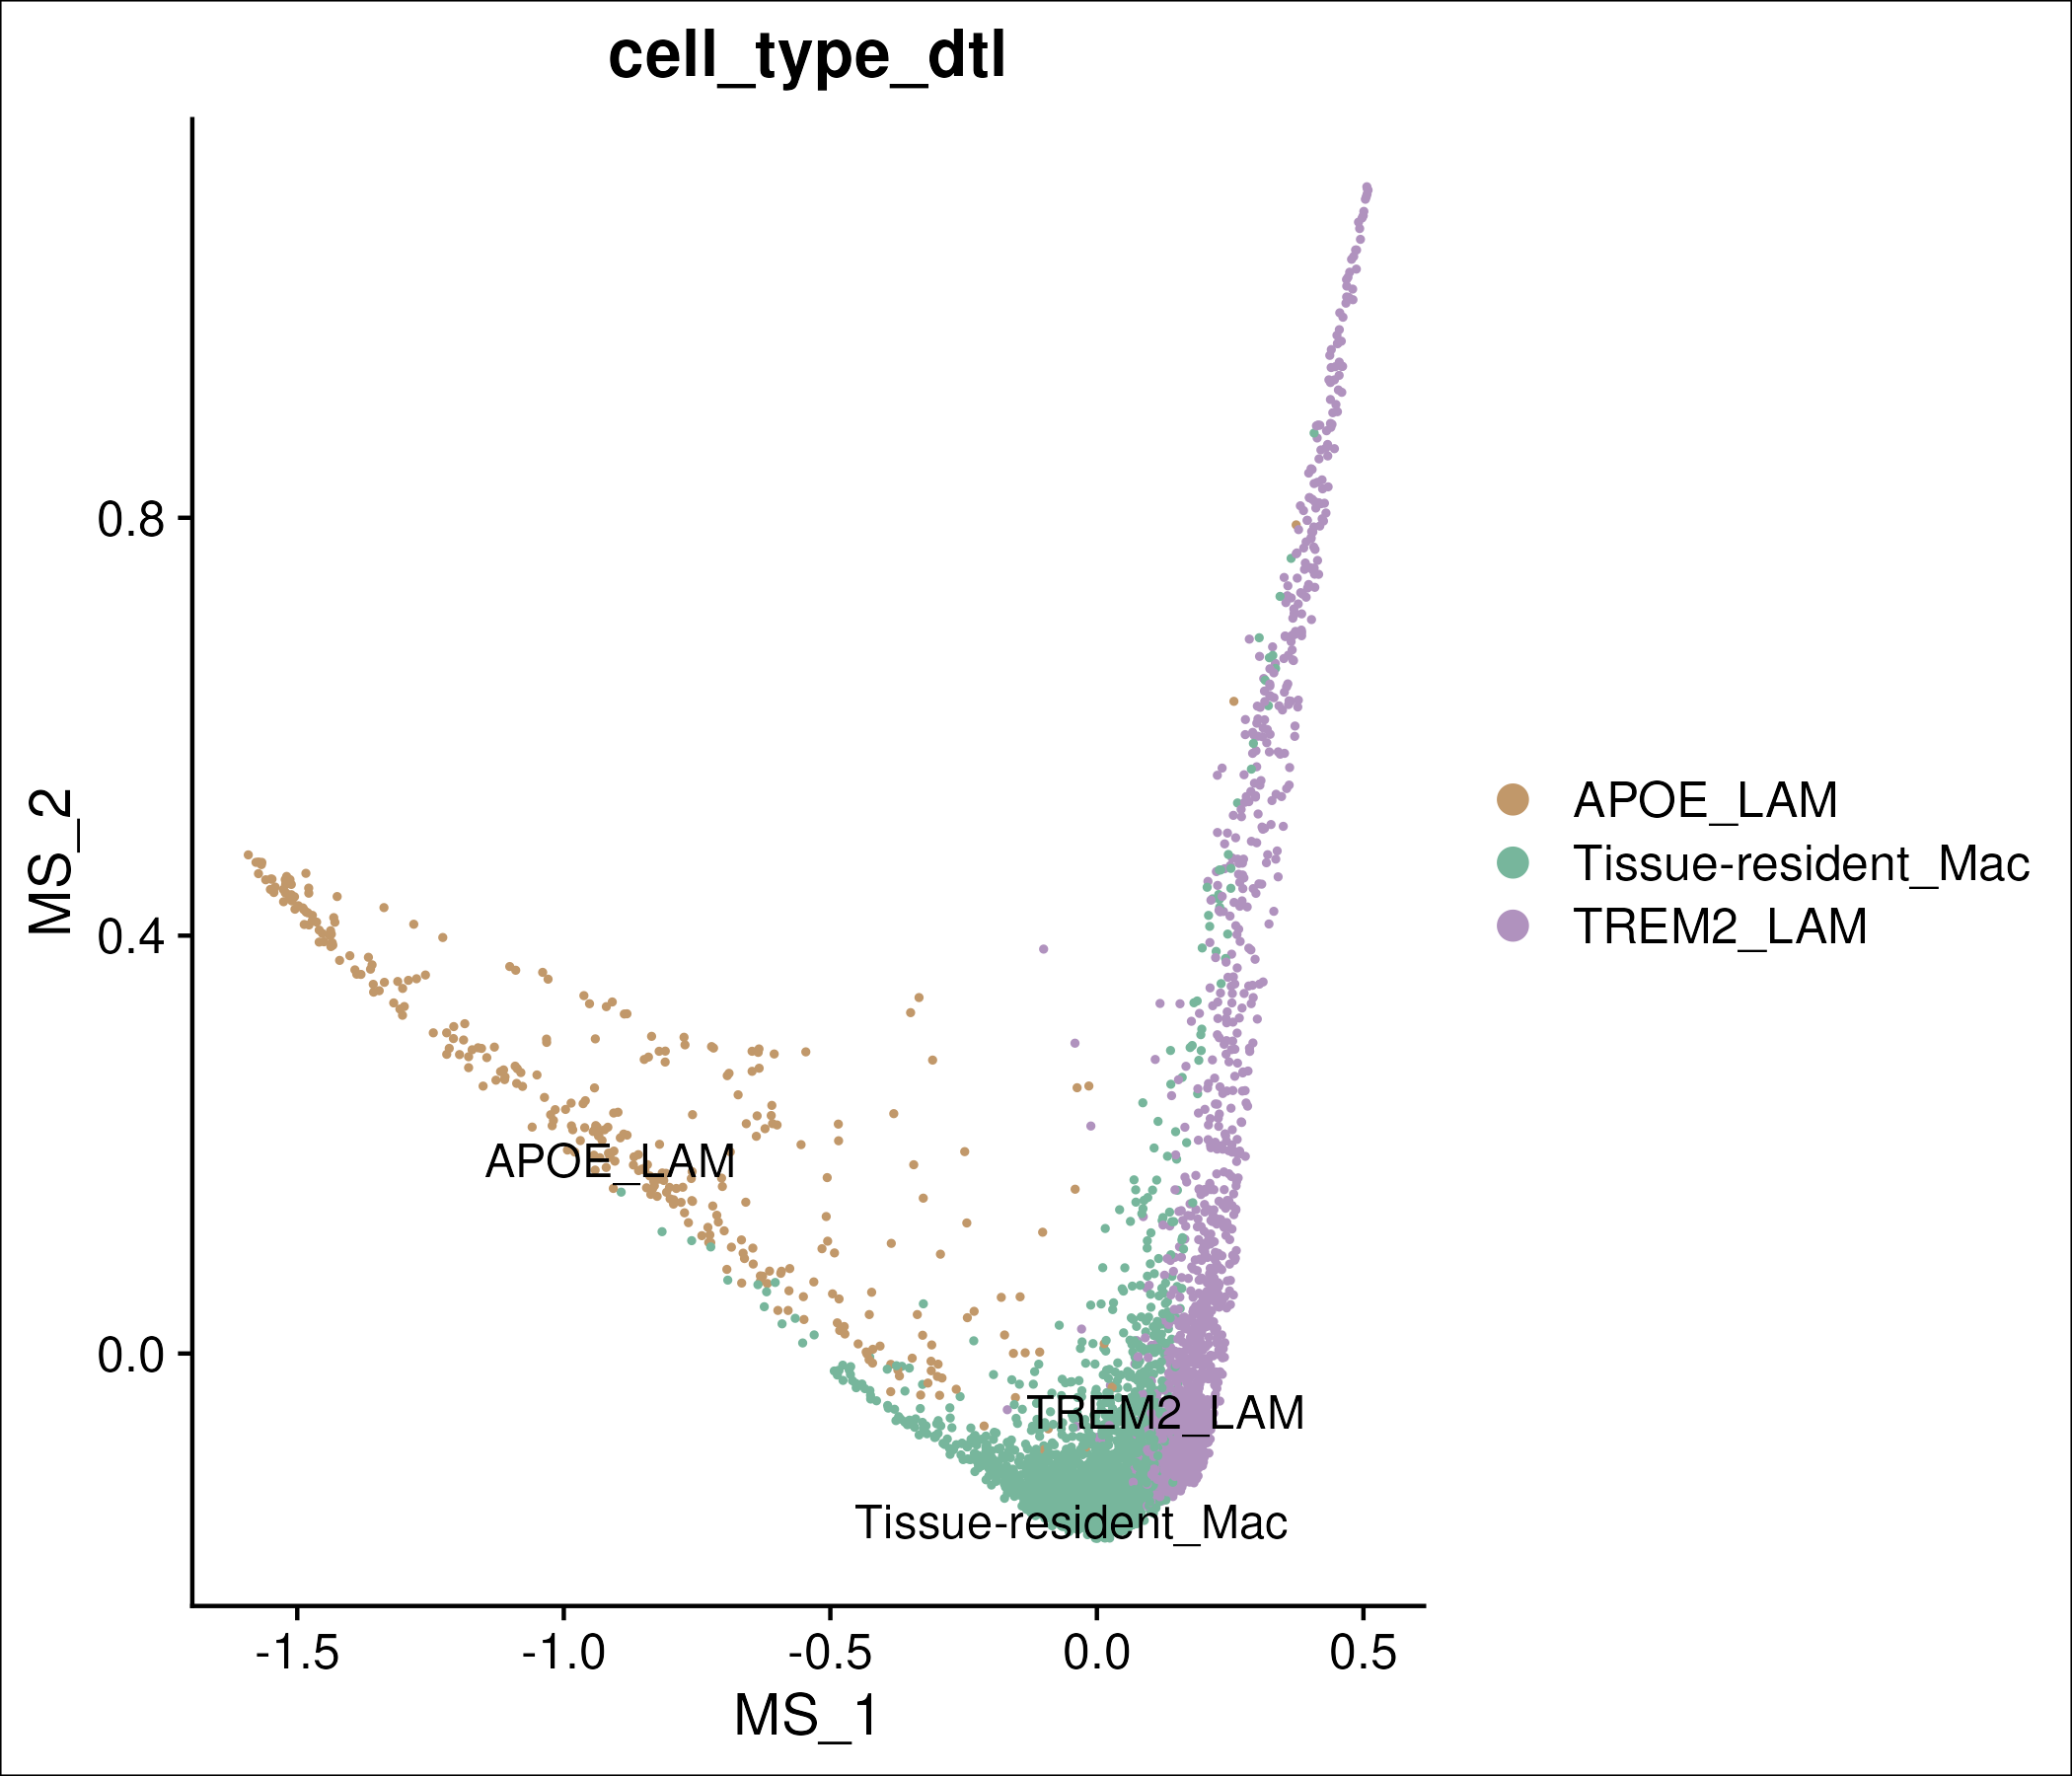 cell_type_dtl
MS_2
0.8
0.4
0.0
APOE_LAM
TREM2_LAM
Tissue-resident_Mac
-1.5
-1.0
-0.5
0.0
0.5
MS_1
APOE_LAM
Tissue-resident_Mac
TREM2_LAM